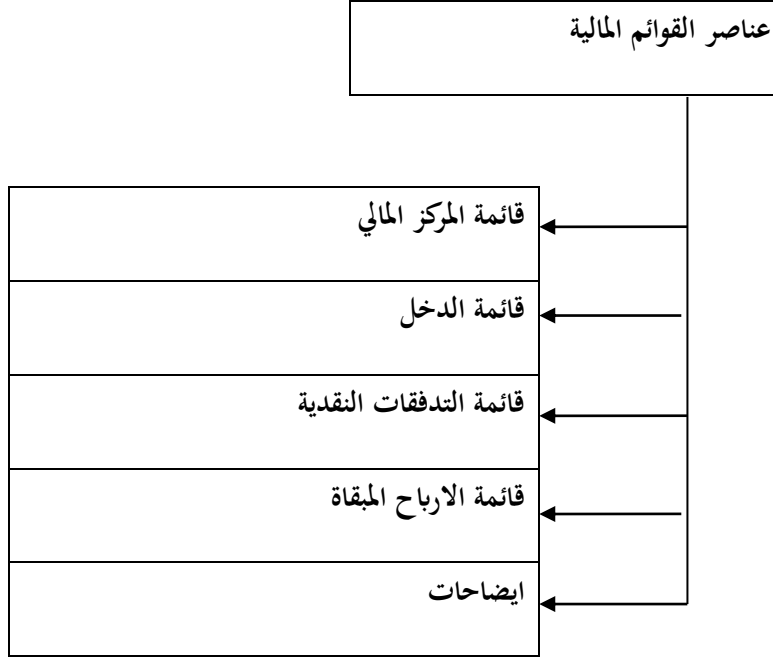 عناصر القوائم المالية
قائمة المركز المالي
قائمة الدخل
قائمة التدفقات النقدية
قائمة الارباح المبقاة
ايضاحات